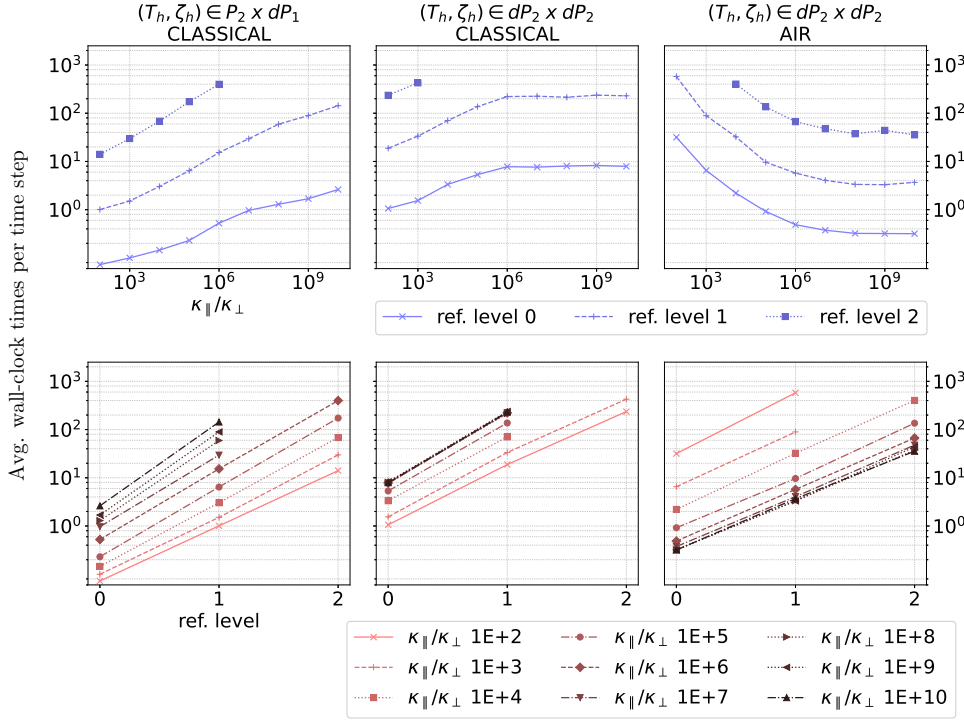 (T_h, ζ_h) ∈ P_2 x dP_1
CLASSICAL
(T_h, ζ_h) ∈ dP_2 x dP_2
CLASSICAL
(T_h, ζ_h) ∈ dP_2 x dP_2
AIR
Avg. wall-clock times per time step
10^3
10^2
10^1
10^0
10^3
10^2
10^1
10^0
10^3 10^6 10^9
10^3 10^6 10^9
10^3 10^6 10^9
κ_∥/κ_⊥
ref. level 0 ref. level 1 ref. level 2
10^3
10^2
10^1
10^0
10^3
10^2
10^1
10^0
0 1 2
0 1 2
0 1 2
ref. level
κ_∥/κ_⊥ 1E+2
κ_∥/κ_⊥ 1E+3
κ_∥/κ_⊥ 1E+4
κ_∥/κ_⊥ 1E+5
κ_∥/κ_⊥ 1E+6
κ_∥/κ_⊥ 1E+7
κ_∥/κ_⊥ 1E+8
κ_∥/κ_⊥ 1E+9
κ_∥/κ_⊥ 1E+10